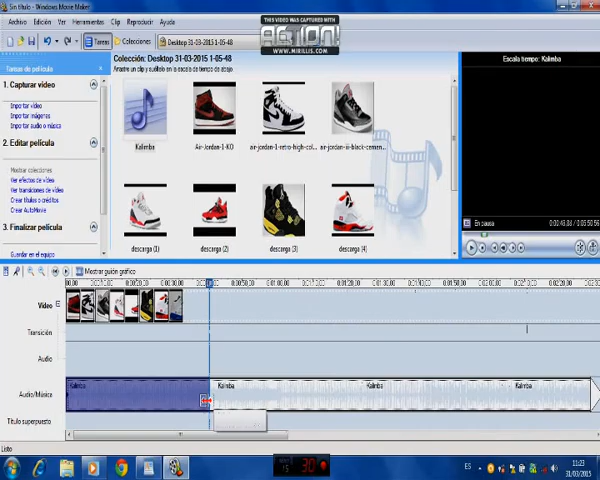 Sin título - Windows Movie Maker
THIS VIDEO WAS CAPTURED WITH
ACTION!
WWW.MIRILLIS.COM
Archivo Edición Ver Herramientas Clip Reproducir Ayuda
Tareas Colecciones Desktop 31-03-2015 1-05-48
Tareas de película
1. Capturar vídeo
Importar vídeo
Importar imágenes
Importar audio o música
2. Editar película
Mostrar colecciones
Ver efectos de vídeo
Ver transiciones de vídeo
Crear títulos o créditos
Crear AutoMovie
3. Finalizar película
Guardar en el equipo
Colección: Desktop 31-03-2015 1-05-48
Arrastre un clip y suéltelo en la escala de tiempo de abajo.
Kalimba
Air-Jordan-1-KO
air-jordan-1-retro-high-col...
air-jordan-iii-black-cemen...
descarga (1)
descarga (2)
descarga (3)
descarga (4)
Escala tiempo: Kalimba
En pausa
Mostrar guión gráfico
Vídeo
Transición
Audio
Audio/Música
Kalimba
Kalimba
Kalimba
Kalimba
Título superpuesto
Listo
30
ES
11:23
31/03/2015